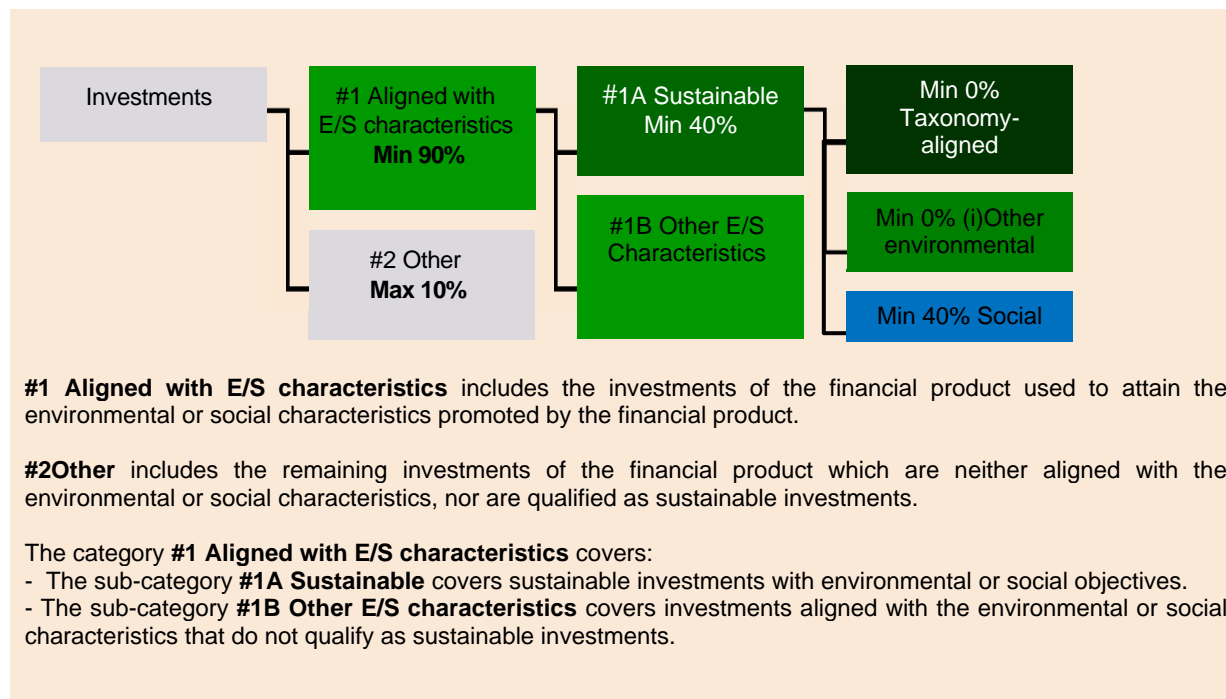 Investments
#1 Aligned with
E/S characteristics
Min 90%
#2 Other
Max 10%
#1A Sustainable
Min 40%
#1B Other E/S
Characteristics
Min 0%
Taxonomy-
aligned
Min 0% (i)Other
environmental
Min 40% Social
#1 Aligned with E/S characteristics includes the investments of the financial product used to attain the
environmental or social characteristics promoted by the financial product.
#2Other includes the remaining investments of the financial product which are neither aligned with the
environmental or social characteristics, nor are qualified as sustainable investments.
The category #1 Aligned with E/S characteristics covers:
- The sub-category #1A Sustainable covers sustainable investments with environmental or social objectives.
- The sub-category #1B Other E/S characteristics covers investments aligned with the environmental or social
characteristics that do not qualify as sustainable investments.